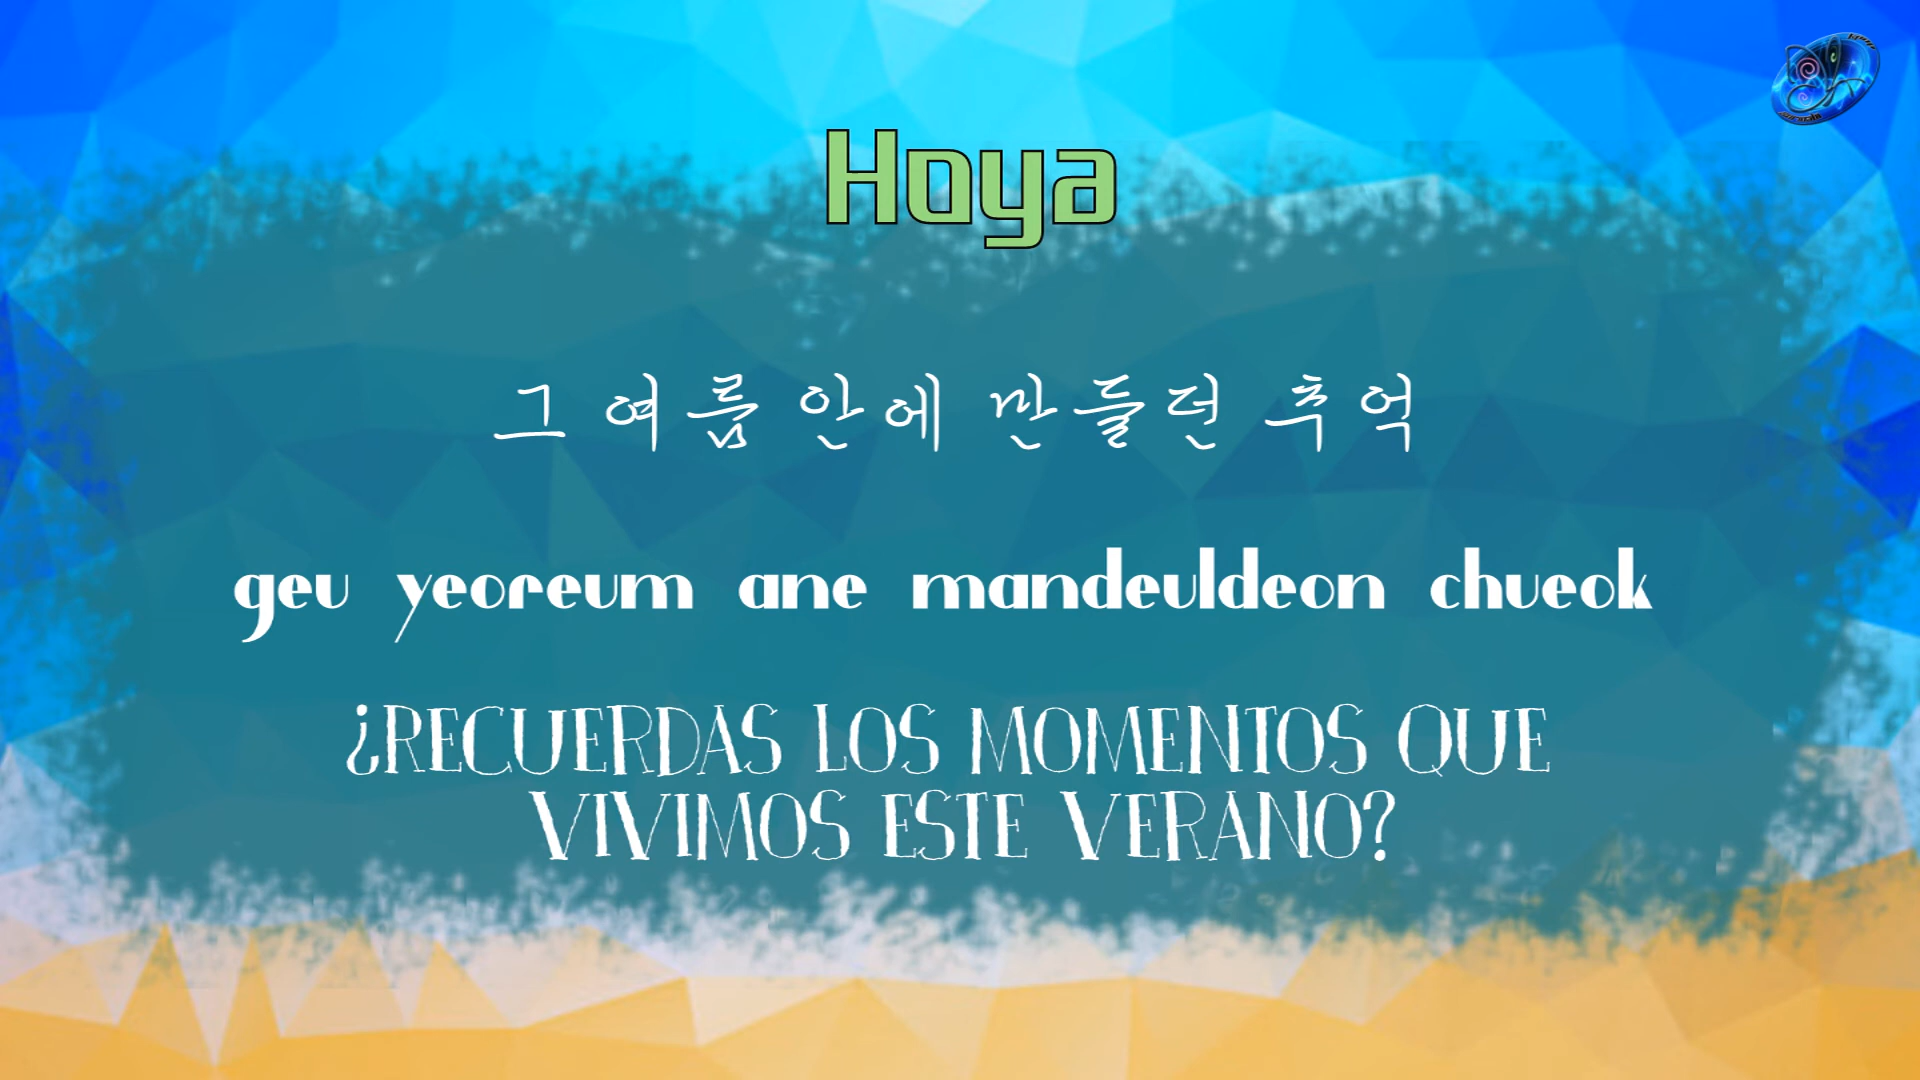 Hoya
그 여름 안에 만들던 추억
geu yeoreum ane mandeuldeon chueok
¿RECUERDAS LOS MOMENTOS QUE
VIVIMOS ESTE VERANO?